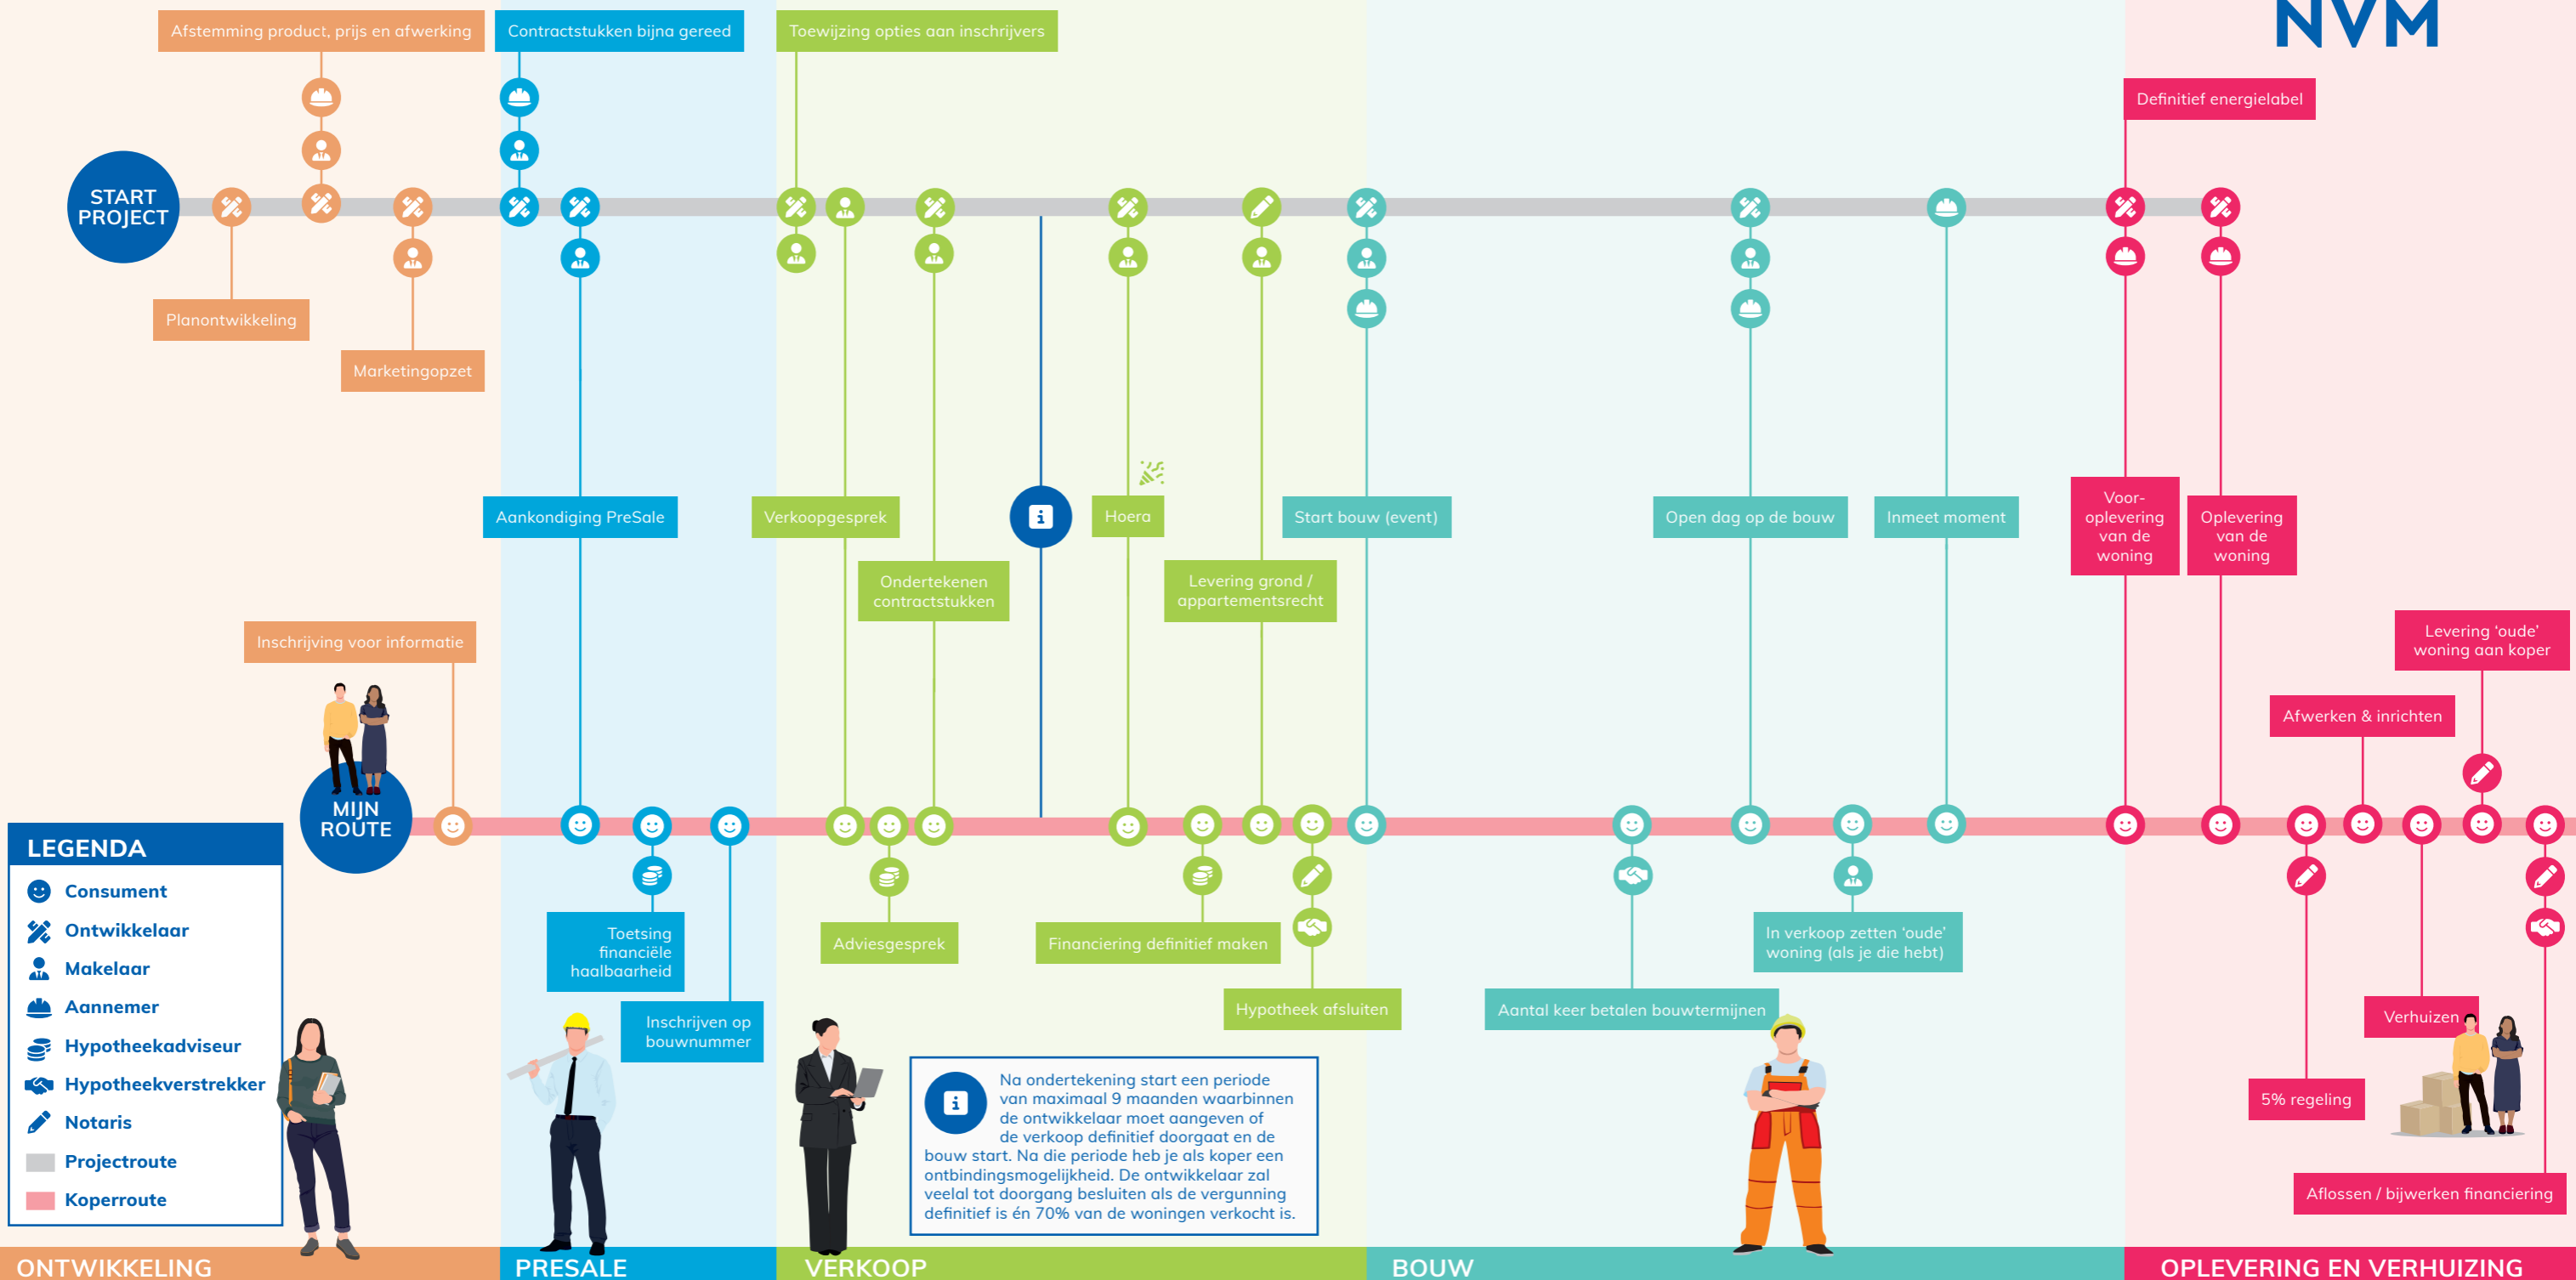 NVM
Afstemming product, prijs en afwerking
Contractstukken bijna gereed
Toewijzing opties aan inschrijvers
Definitief energielabel
START
PROJECT
Planontwikkeling
Marketingopzet
Aankondiging PreSale
Verkoopgesprek
Hoera
Start bouw (event)
Open dag op de bouw
Inmeet moment
Voor-
oplevering
van de
woning
Oplevering
van de
woning
Ondertekenen
contractstukken
Levering grond /
appartementsrecht
Inschrijving voor informatie
Levering ‘oude’
woning aan koper
Afwerken & inrichten
MIJN
ROUTE
LEGENDA
Consument
Ontwikkelaar
Makelaar
Aannemer
Hypotheekadviseur
Hypotheekverstrekker
Notaris
Projectroute
Koperroute
Toetsing
financiële
haalbaarheid
Inschrijven op
bouwnummer
Adviesgesprek
Financiering definitief maken
Hypotheek afsluiten
In verkoop zetten ‘oude’
woning (als je die hebt)
Aantal keer betalen bouwtermijnen
Verhuizen
5% regeling
Aflossen / bijwerken financiering
Na ondertekening start een periode
van maximaal 9 maanden waarbinnen
de ontwikkelaar moet aangeven of
de verkoop definitief doorgaat en de
bouw start. Na die periode heb je als koper een
ontbindingsmogelijkheid. De ontwikkelaar zal
veelal tot doorgang besluiten als de vergunning
definitief is én 70% van de woningen verkocht is.
ONTWIKKELING
PRESALE
VERKOOP
BOUW
OPLEVERING EN VERHUIZING